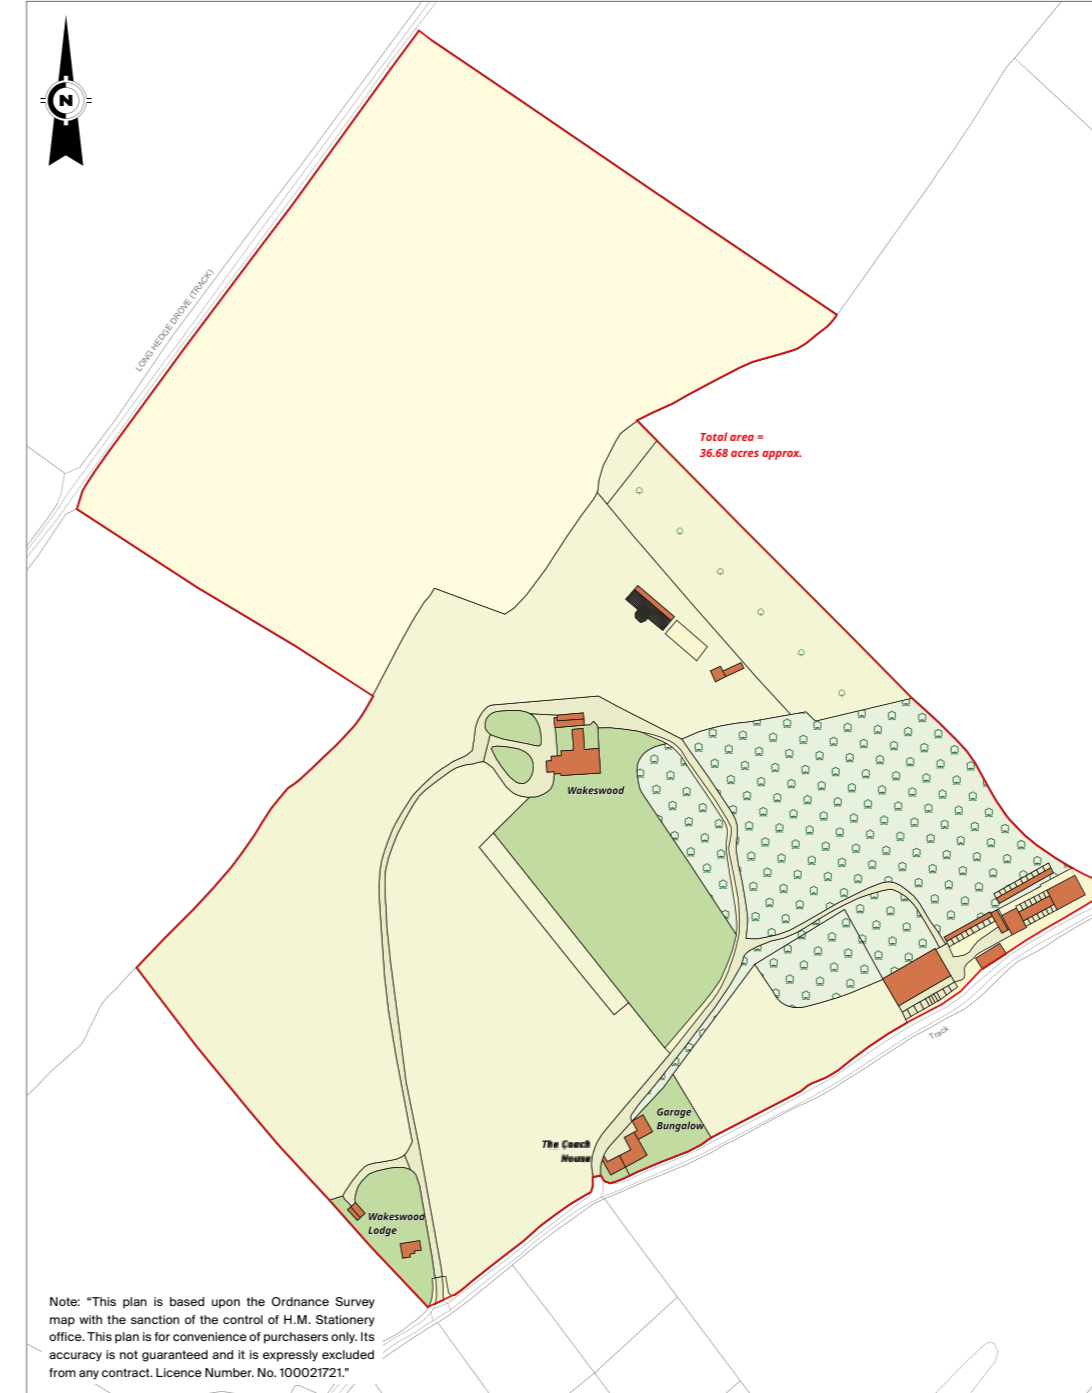 N
LONG HEDGE DROVE (TRACK)
Total area =
36.68 acres approx.
Wakeswood
Track
Garage
Bungalow
The Coach
House
Wakeswood
Lodge
Note: “This plan is based upon the Ordnance Survey
map with the sanction of the control of H.M. Stationery
office. This plan is for convenience of purchasers only. Its
accuracy is not guaranteed and it is expressly excluded
from any contract. Licence Number. No. 100021721.”